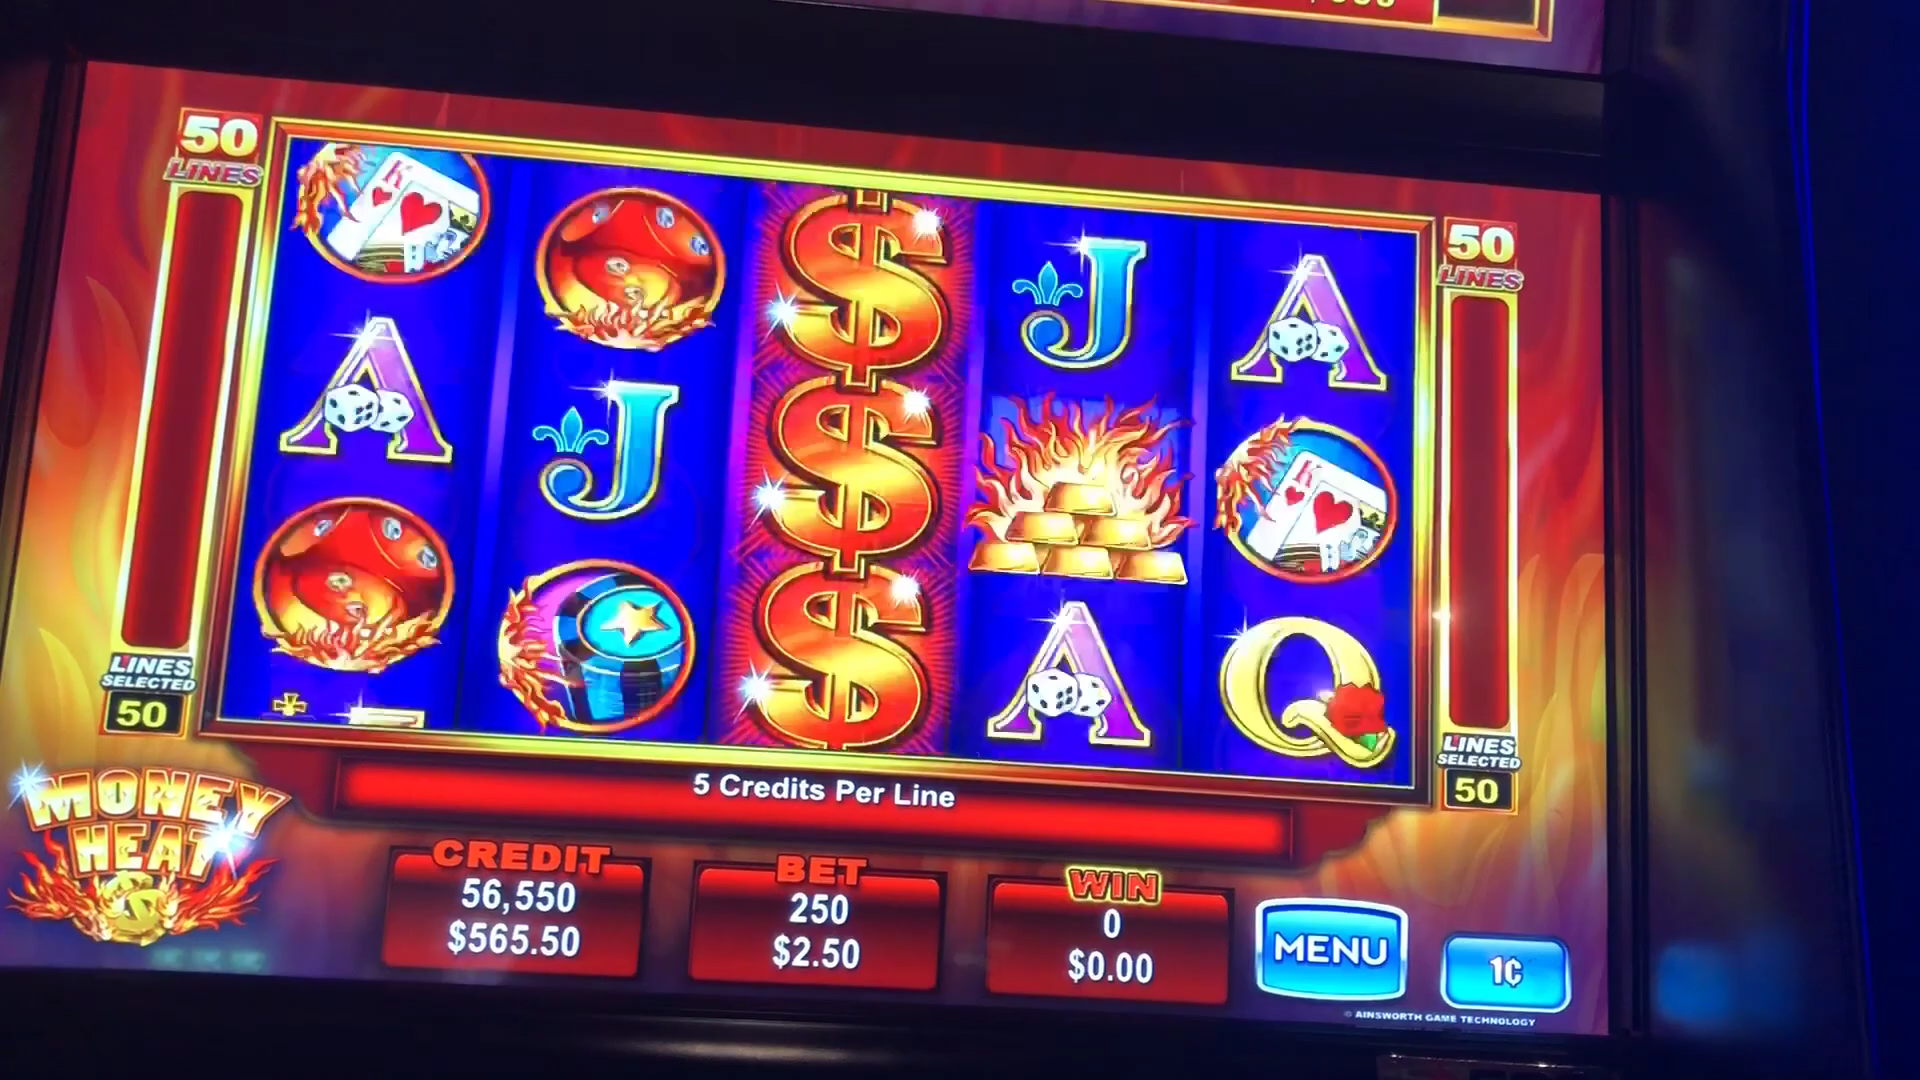 50
LINES
50
LINES
K
$
J
A
A
J
$
K
$
A
Q
LINES
SELECTED
50
LINES
SELECTED
50
5 Credits Per Line
MONEY
HEAT
CREDIT
56,550
$565.50
BET
250
$2.50
WIN
0
$0.00
MENU
1¢
© AINSWORTH GAME TECHNOLOGY